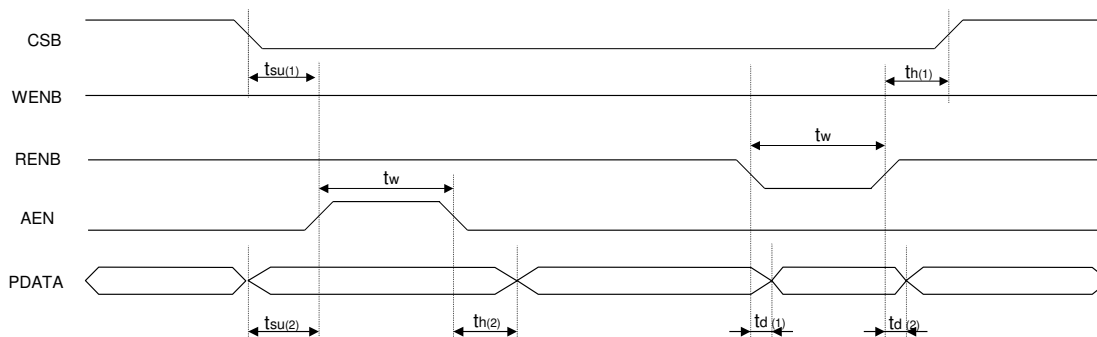 CSB
tsu(1)
th(1)
WENB
tw
RENB
tw
AEN
PDATA
tsu(2)
th(2)
td (1)
td (2)